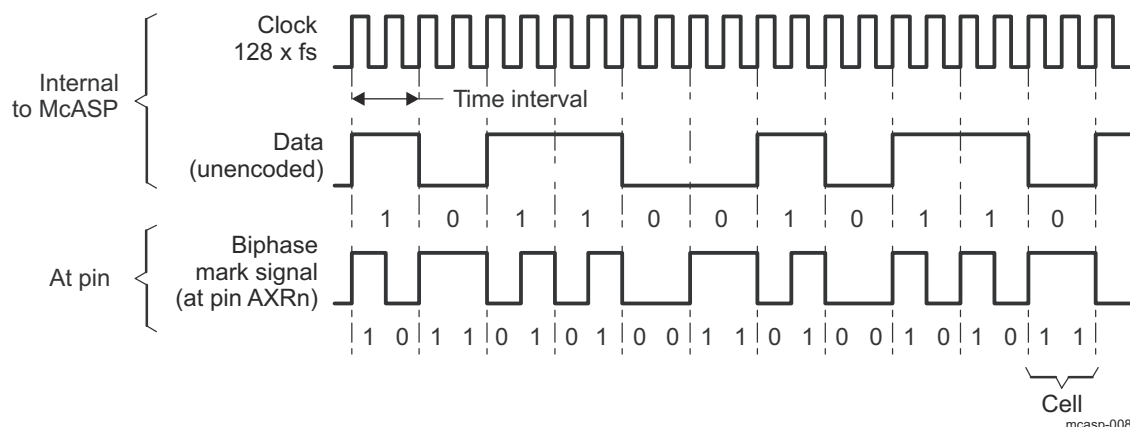 Clock
128 x fs
Internal
to McASP
Time interval
Data
(unencoded)
1 0 1 1 0 0 1 0 1 1 0
Biphase
mark signal
(at pin AXRn)
At pin
1 0 1 1 0 1 0 1 0 0 1 1 0 1 0 0 1 0 1 0 1 1
Cell
mcasp-008